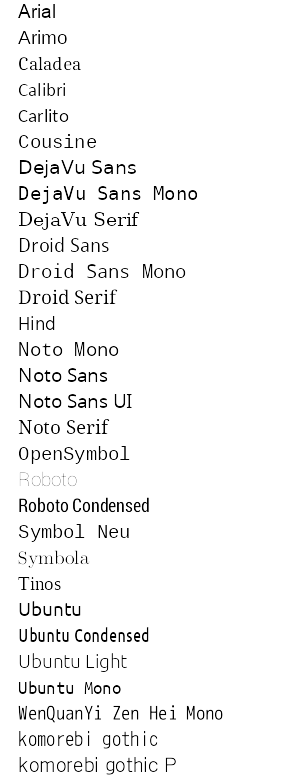 Arial
Arimo
Caladea
Calibri
Carlito
Cousine
DejaVu Sans
DejaVu Sans Mono
DejaVu Serif
Droid Sans
Droid Sans Mono
Droid Serif
Hind
Noto Mono
Noto Sans
Noto Sans UI
Noto Serif
OpenSymbol
Roboto
Roboto Condensed
Symbol Neu
Symbola
Tinos
Ubuntu
Ubuntu Condensed
Ubuntu Light
Ubuntu Mono
WenQuanYi Zen Hei Mono
komorebi gothic
komorebi gothic P